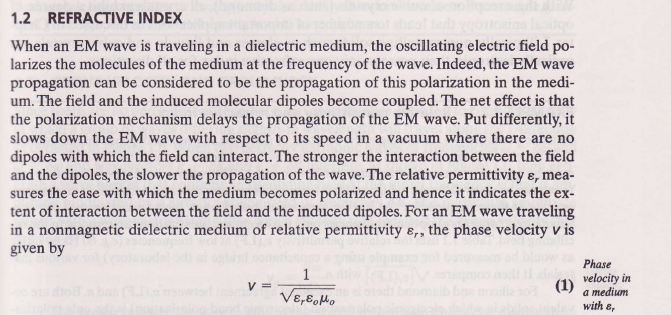 1.2 REFRACTIVE INDEX
When an EM wave is traveling in a dielectric medium, the oscillating electric field po-
larizes the molecules of the medium at the frequency of the wave. Indeed, the EM wave
propagation can be considered to be the propagation of this polarization in the medi-
um. The field and the induced molecular dipoles become coupled. The net effect is that
the polarization mechanism delays the propagation of the EM wave. Put differently, it
slows down the EM wave with respect to its speed in a vacuum where there are no
dipoles with which the field can interact. The stronger the interaction between the field
and the dipoles, the slower the propagation of the wave. The relative permittivity εr mea-
sures the ease with which the medium becomes polarized and hence it indicates the ex-
tent of interaction between the field and the induced dipoles. For an EM wave traveling
in a nonmagnetic dielectric medium of relative permittivity εr, the phase velocity v is
given by
v = 1 / √(εrεoμo) (1)
Phase
velocity in
a medium
with εr